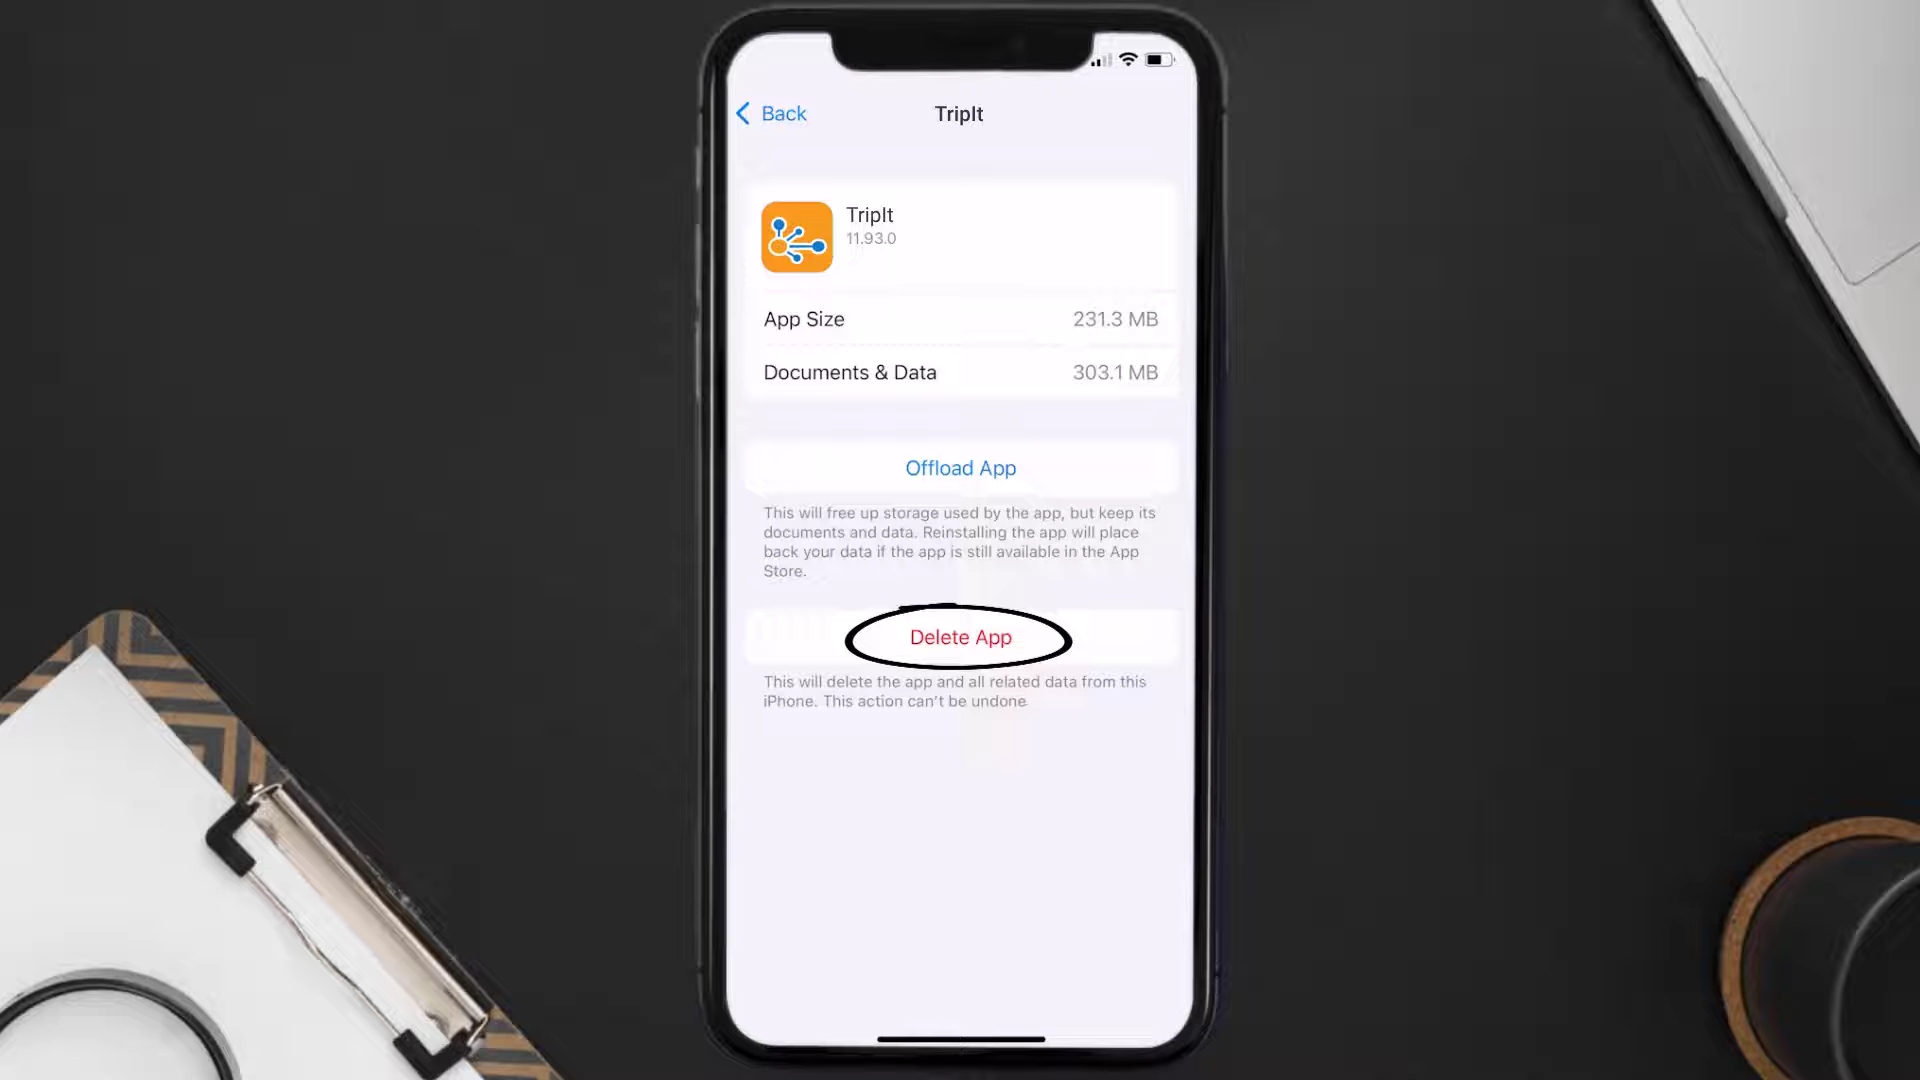 Back
TripIt
TripIt
11.93.0
App Size
231.3 MB
Documents & Data
303.1 MB
Offload App
This will free up storage used by the app, but keep its
documents and data. Reinstalling the app will place
back your data if the app is still available in the App
Store.
Delete App
This will delete the app and all related data from this
iPhone. This action can't be undone